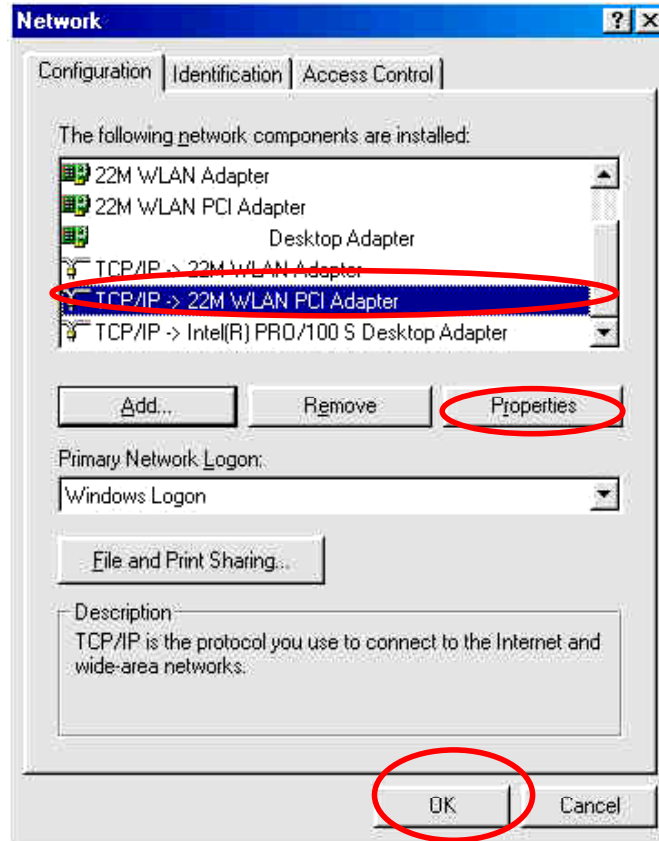 Network
Configuration Identification Access Control
The following network components are installed:
22M WLAN Adapter
22M WLAN PCI Adapter
Desktop Adapter
TCP/IP -> 22M WLAN Adapter
TCP/IP -> 22M WLAN PCI Adapter
TCP/IP -> Intel(R) PRO/100 S Desktop Adapter
Add... Remove Properties
Primary Network Logon:
Windows Logon
File and Print Sharing...
Description
TCP/IP is the protocol you use to connect to the Internet and
wide-area networks.
OK Cancel